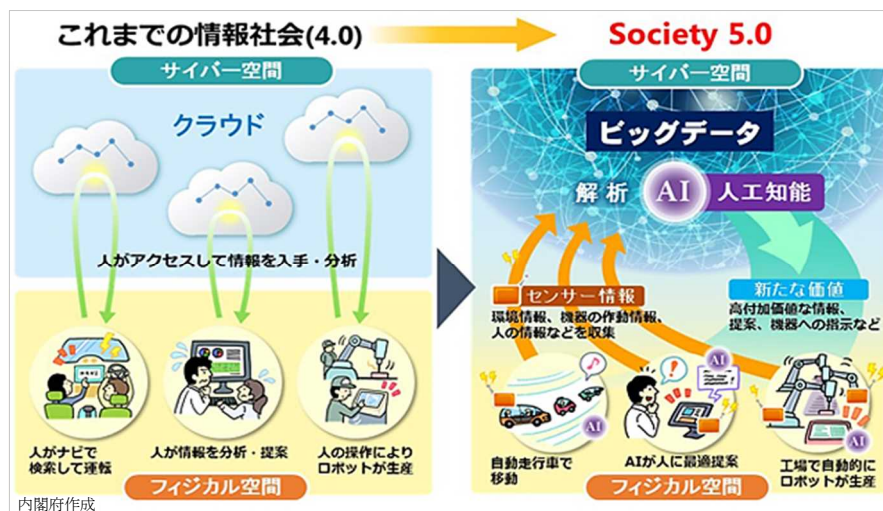 これまでの情報社会(4.0)
Society 5.0
サイバー空間
クラウド
人がアクセスして情報を入手・分析
人がナビで
検索して運転
人が情報を分析・提案
人の操作により
ロボットが生産
フィジカル空間
サイバー空間
ビッグデータ
解析 AI 人工知能
センサー情報
環境情報、機器の作動情報、
人の情報などを収集
新たな価値
高付加価値な情報、
提案、機器への指示など
AI
AI
AI
自動走行車で
移動
AIが人に最適提案
工場で自動的に
ロボットが生産
フィジカル空間
内閣府作成